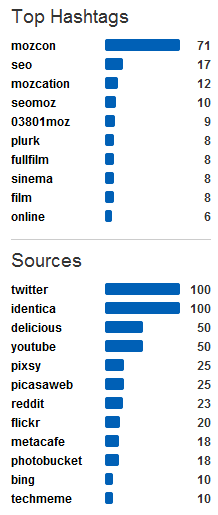 Top Hashtags
mozcon 71
seo 17
mozcation 12
seomoz 10
03801moz 9
plurk 8
fullfilm 8
sinema 8
film 8
online 6
Sources
twitter 100
identica 100
delicious 50
youtube 50
pixsy 25
picasaweb 25
reddit 23
flickr 20
metacafe 18
photobucket 18
bing 10
techmeme 10